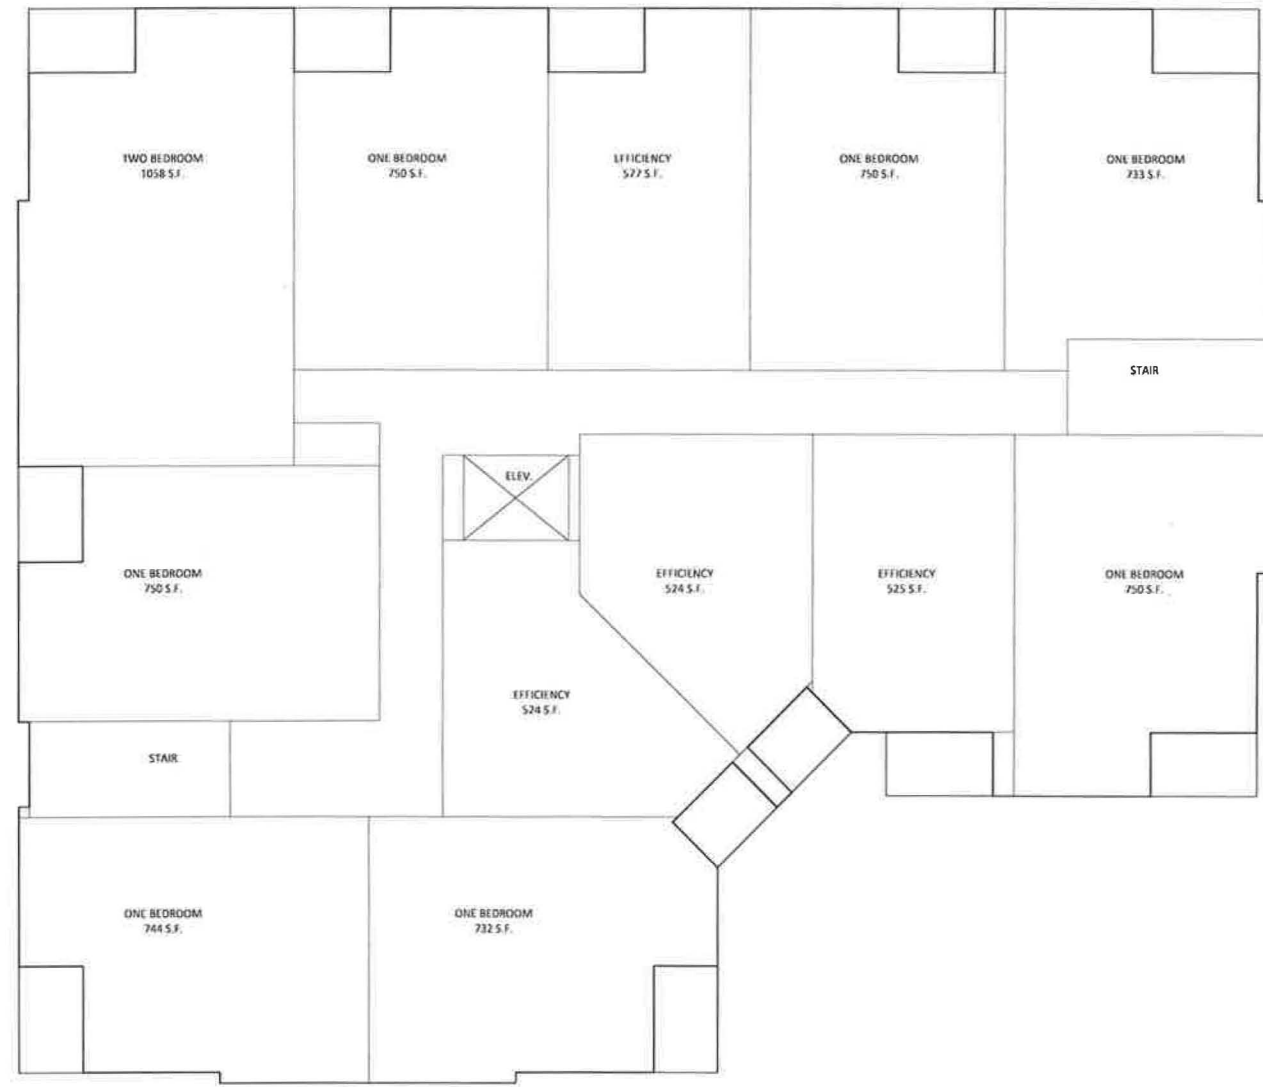 TWO BEDROOM
1058 S.F.
ONE BEDROOM
750 S.F.
EFFICIENCY
577 S.F.
ONE BEDROOM
750 S.F.
ONE BEDROOM
733 S.F.
STAIR
ELEV.
ONE BEDROOM
750 S.F.
EFFICIENCY
524 S.F.
EFFICIENCY
525 S.F.
ONE BEDROOM
750 S.F.
EFFICIENCY
524 S.F.
STAIR
ONE BEDROOM
744 S.F.
ONE BEDROOM
732 S.F.